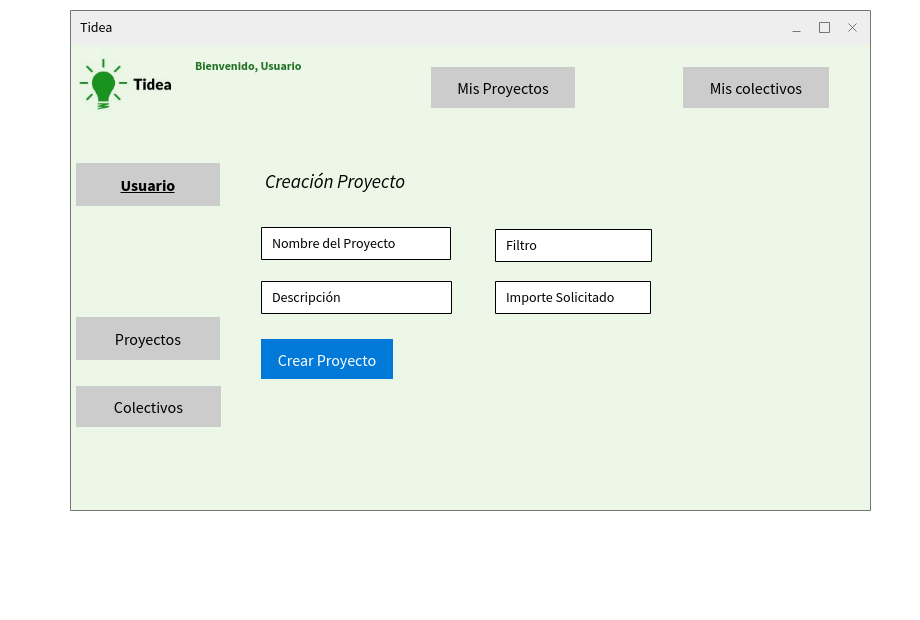 Tidea
Tidea
Bienvenido, Usuario
Mis Proyectos
Mis colectivos
Usuario
Creación Proyecto
Nombre del Proyecto
Filtro
Descripción
Importe Solicitado
Proyectos
Crear Proyecto
Colectivos